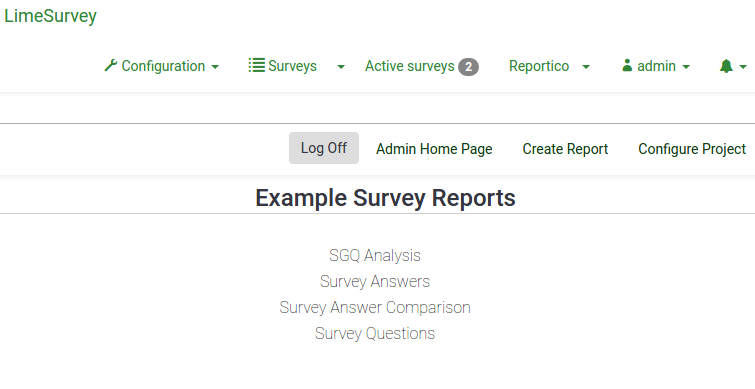 LimeSurvey
Configuration Surveys Active surveys 2 Reportico admin
Log Off Admin Home Page Create Report Configure Project
Example Survey Reports
SGQ Analysis
Survey Answers
Survey Answer Comparison
Survey Questions